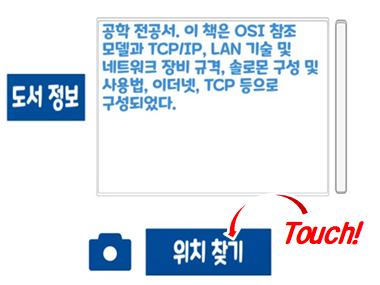 공학 전공서. 이 책은 OSI 참조
모델과 TCP/IP, LAN 기술 및
네트워크 장비 규격, 솔로몬 구성 및
사용법, 이더넷, TCP 등으로
구성되었다.
도서 정보
위치 찾기
Touch!